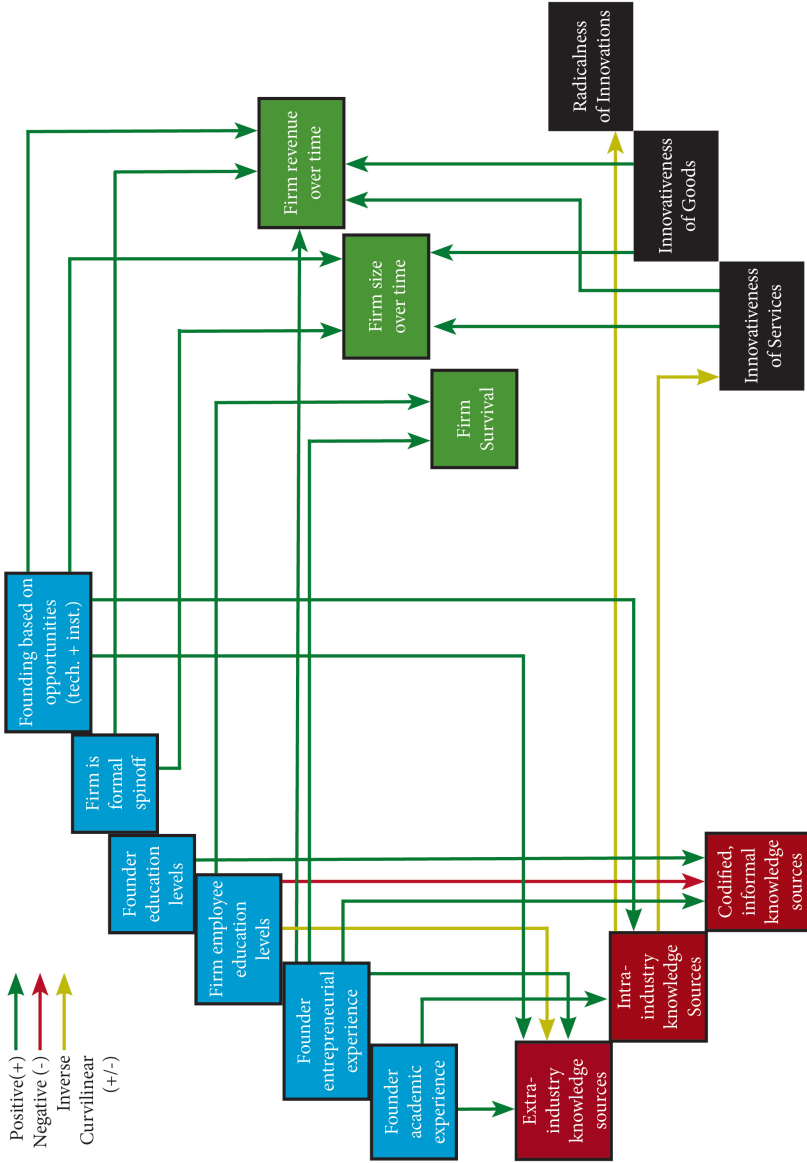 Positive(+)
Negative (-)
Inverse
Curvilinear
(+/-)
Founding based on
opportunities
(tech. + inst.)
Firm is
formal
spinoff
Founder
education
levels
Firm employee
education
levels
Founder
entrepreneurial
experience
Founder
academic
experience
Firm revenue
over time
Firm size
over time
Firm
Survival
Extra-
industry
knowledge
sources
Intra-
industry
knowledge
Sources
Codified,
informal
knowledge
sources
Radicalness
of Innovations
Innovativeness
of Goods
Innovativeness
of Services